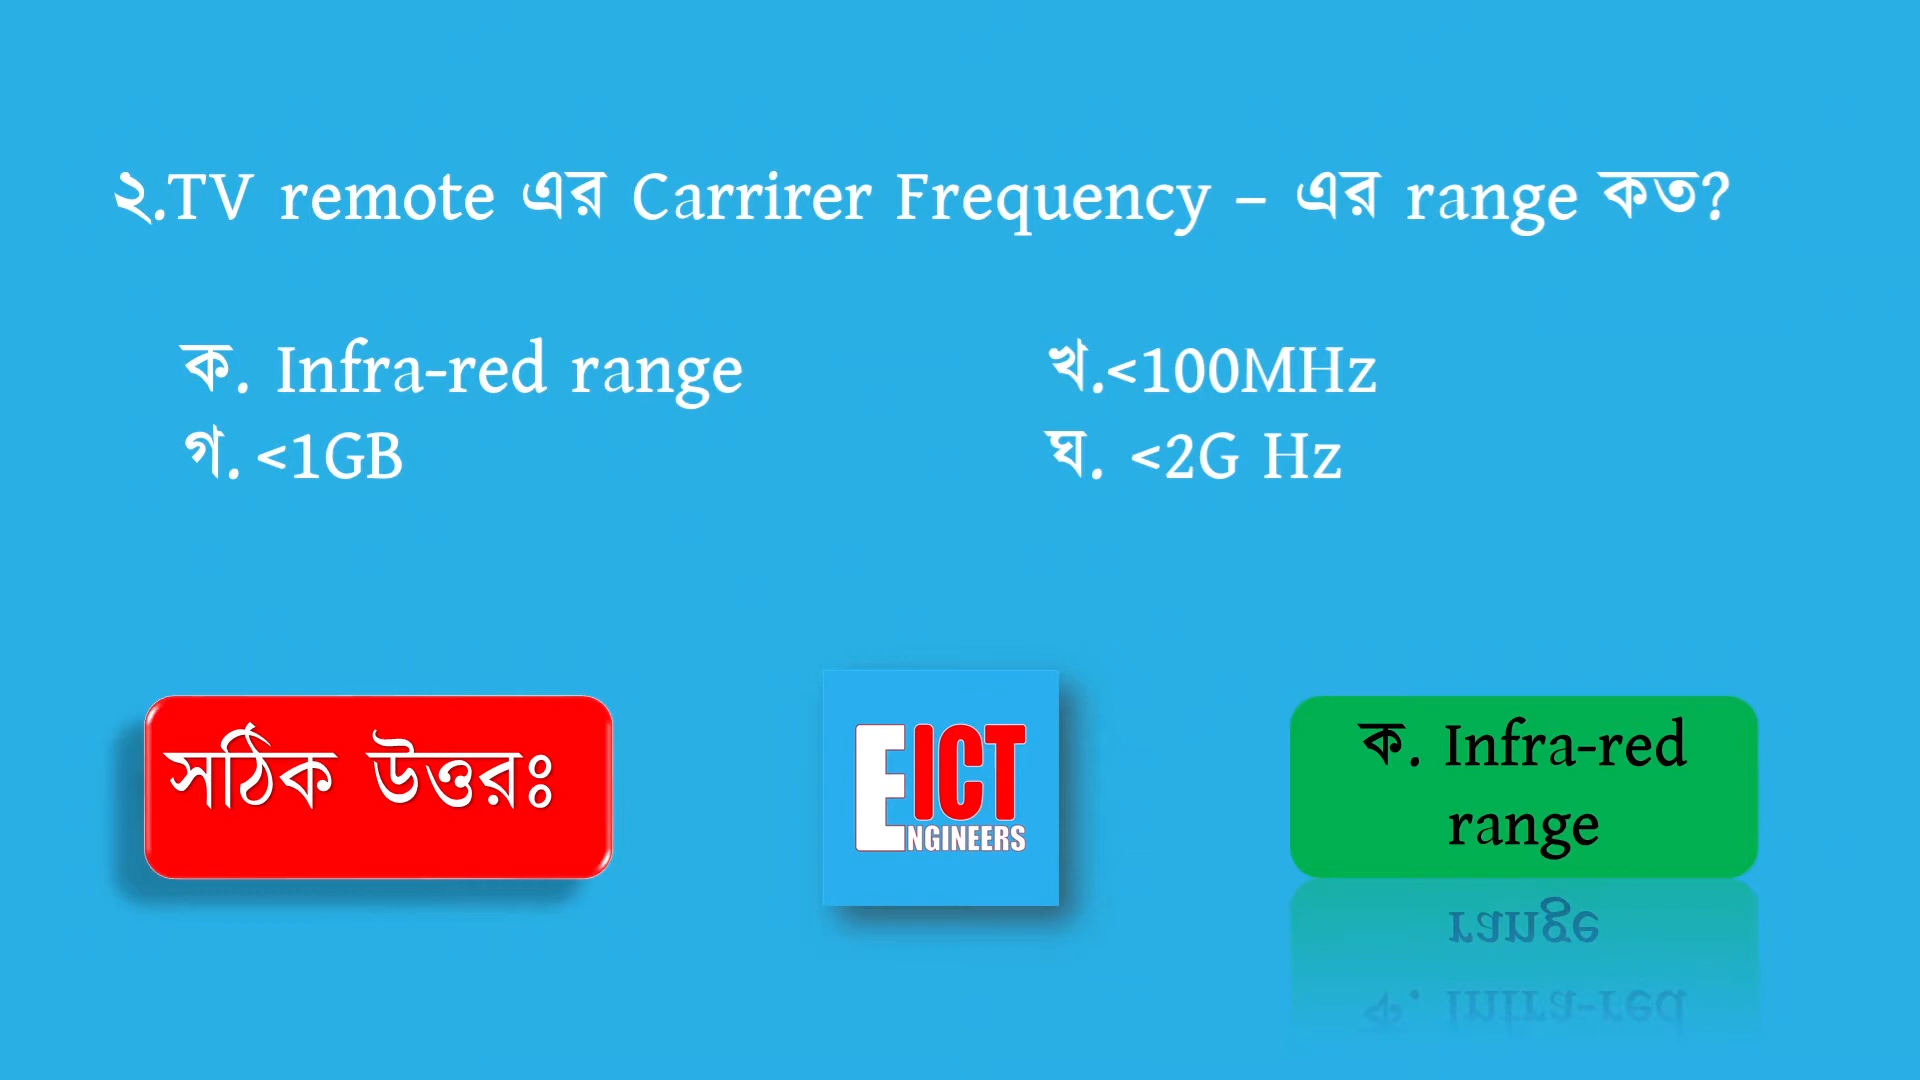 ২.TV remote এর Carrirer Frequency – এর range কত?
ক. Infra-red range
খ.<100MHz
গ. <1GB
ঘ. <2G Hz
সঠিক উত্তরঃ
EICT
ENGINEERS
ক. Infra-red
range